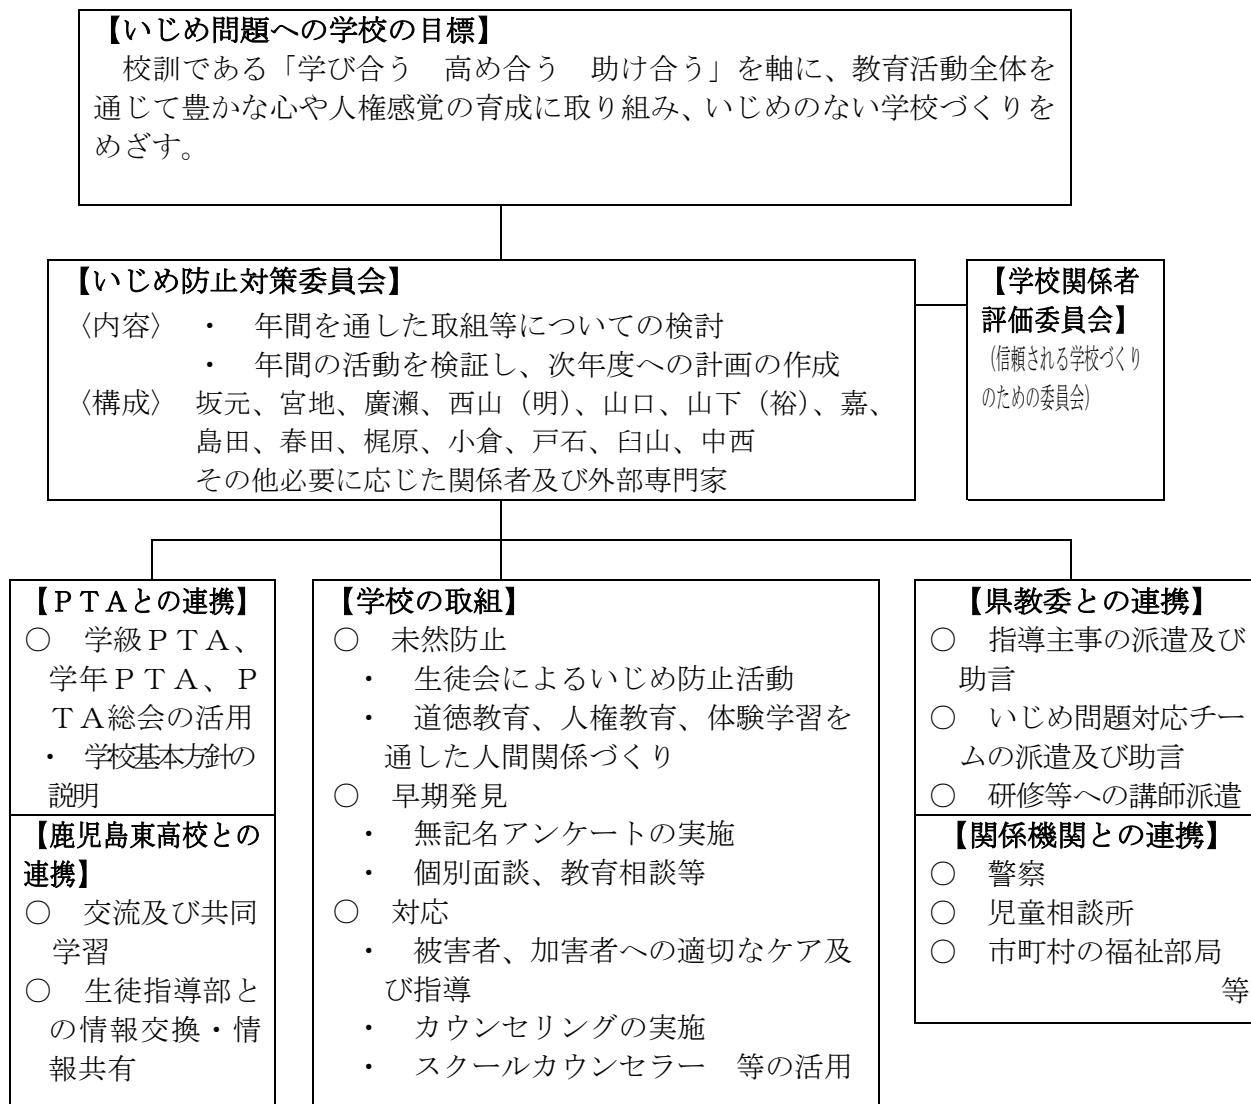 【いじめ問題への学校の目標】
校訓である「学び合う　高め合う　助け合う」を軸に、教育活動全体を
通じて豊かな心や人権感覚の育成に取り組み、いじめのない学校づくりを
めざす。
【いじめ防止対策委員会】
〈内容〉　・　年間を通した取組等についての検討
・　年間の活動を検証し、次年度への計画の作成
〈構成〉　坂元、宮地、廣瀬、西山（明）、山口、山下（裕）、嘉、
島田、春田、梶原、小倉、戸石、臼山、中西
その他必要に応じた関係者及び外部専門家
【学校関係者
評価委員会】
（信頼される学校づくり
のための委員会）
【ＰＴＡとの連携】
○　学級ＰＴＡ、
学年ＰＴＡ、Ｐ
ＴＡ総会の活用
・　学校基本方針の
説明
【鹿児島東高校との
連携】
○　交流及び共同
学習
○　生徒指導部と
の情報交換・情
報共有
【学校の取組】
○　未然防止
・　生徒会によるいじめ防止活動
・　道徳教育、人権教育、体験学習を
通した人間関係づくり
○　早期発見
・　無記名アンケートの実施
・　個別面談、教育相談等
○　対応
・　被害者、加害者への適切なケア及
び指導
・　カウンセリングの実施
・　スクールカウンセラー　等の活用
【県教委との連携】
○　指導主事の派遣及び
助言
○　いじめ問題対応チー
ムの派遣及び助言
○　研修等への講師派遣
【関係機関との連携】
○　警察
○　児童相談所
○　市町村の福祉部局
等